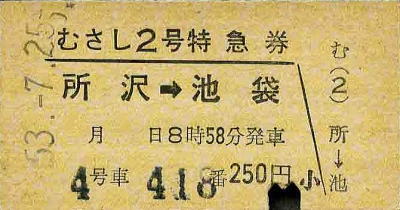 53.-7.25
むさし2号特急券
所沢➡池袋
月 日8時58分発車
4号車 418番250円 小
む(2) 所→池